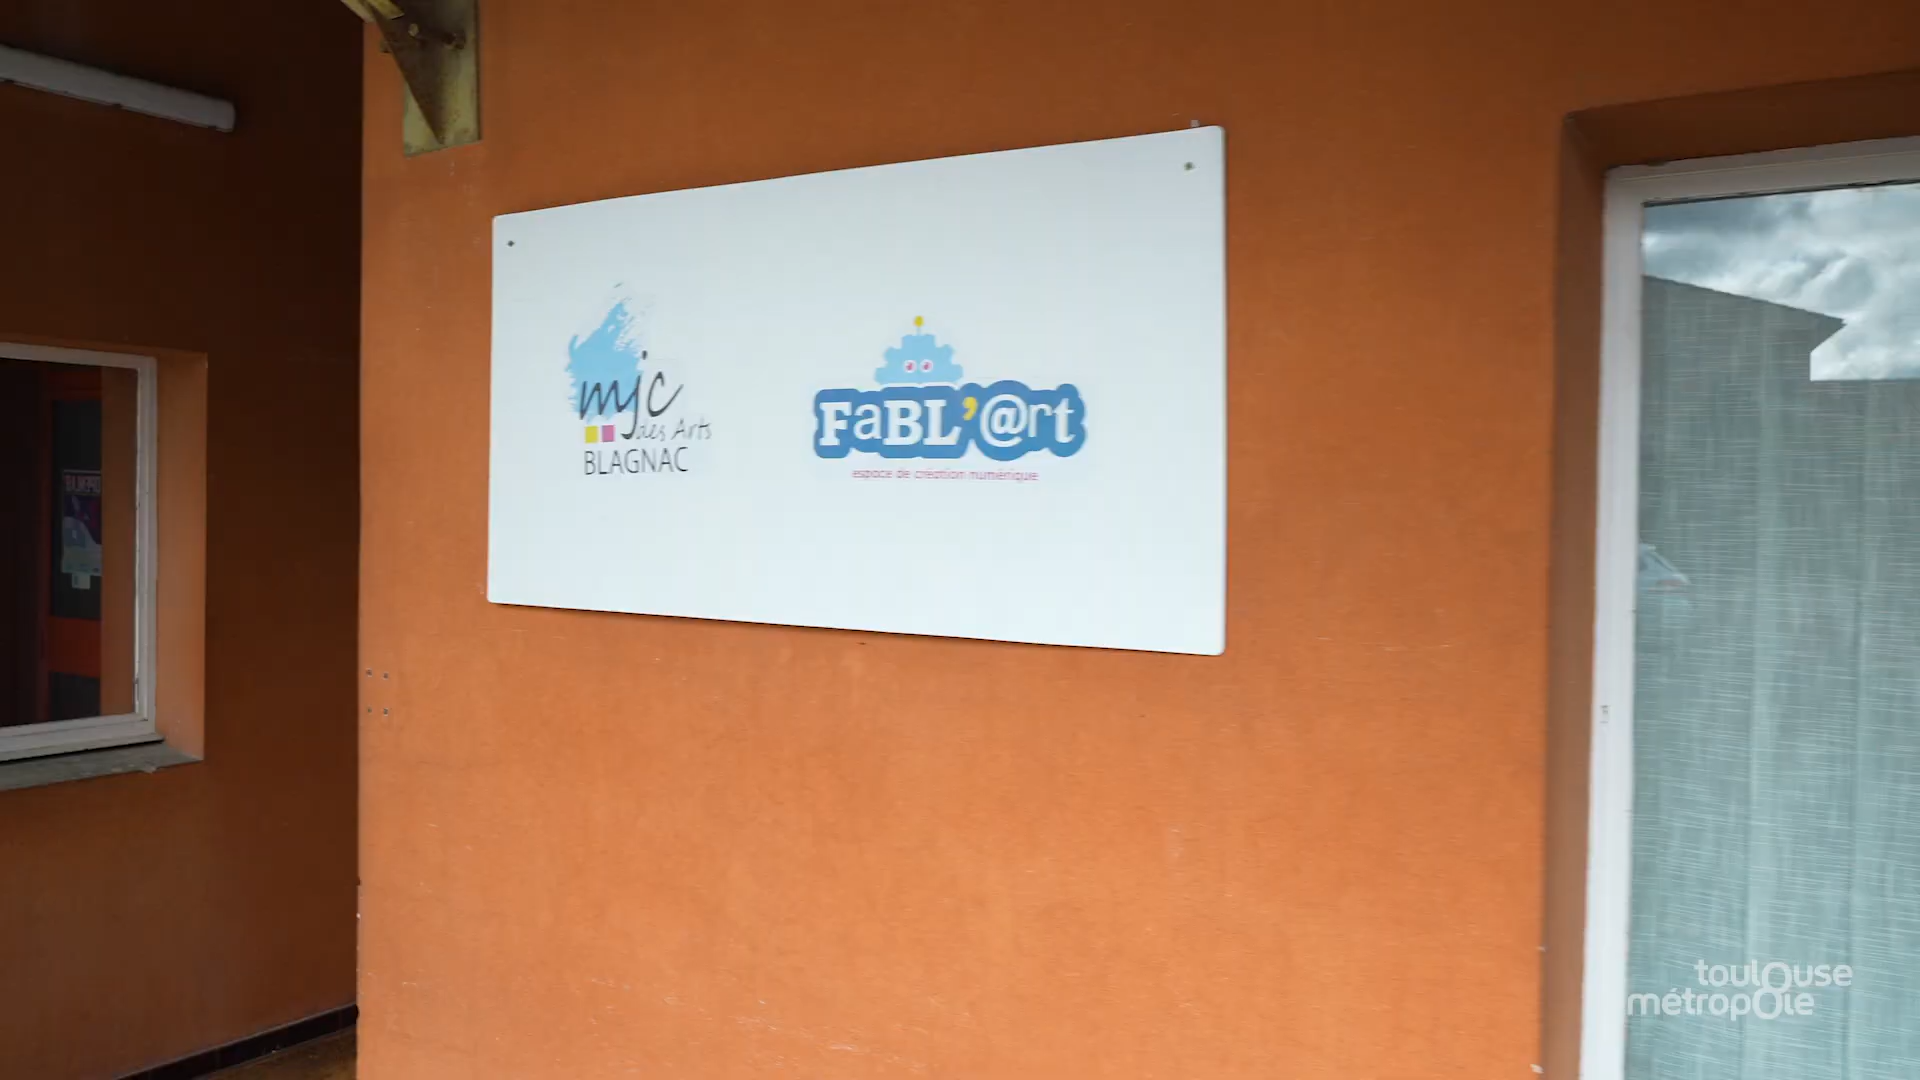 mjc
des Arts
BLAGNAC
FaBL'@rt
espace de création numérique
toulouse
métropole